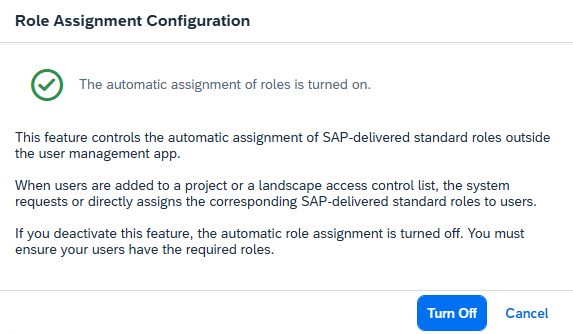 Role Assignment Configuration
The automatic assignment of roles is turned on.
This feature controls the automatic assignment of SAP-delivered standard roles outside
the user management app.
When users are added to a project or a landscape access control list, the system
requests or directly assigns the corresponding SAP-delivered standard roles to users.
If you deactivate this feature, the automatic role assignment is turned off. You must
ensure your users have the required roles.
Turn Off Cancel